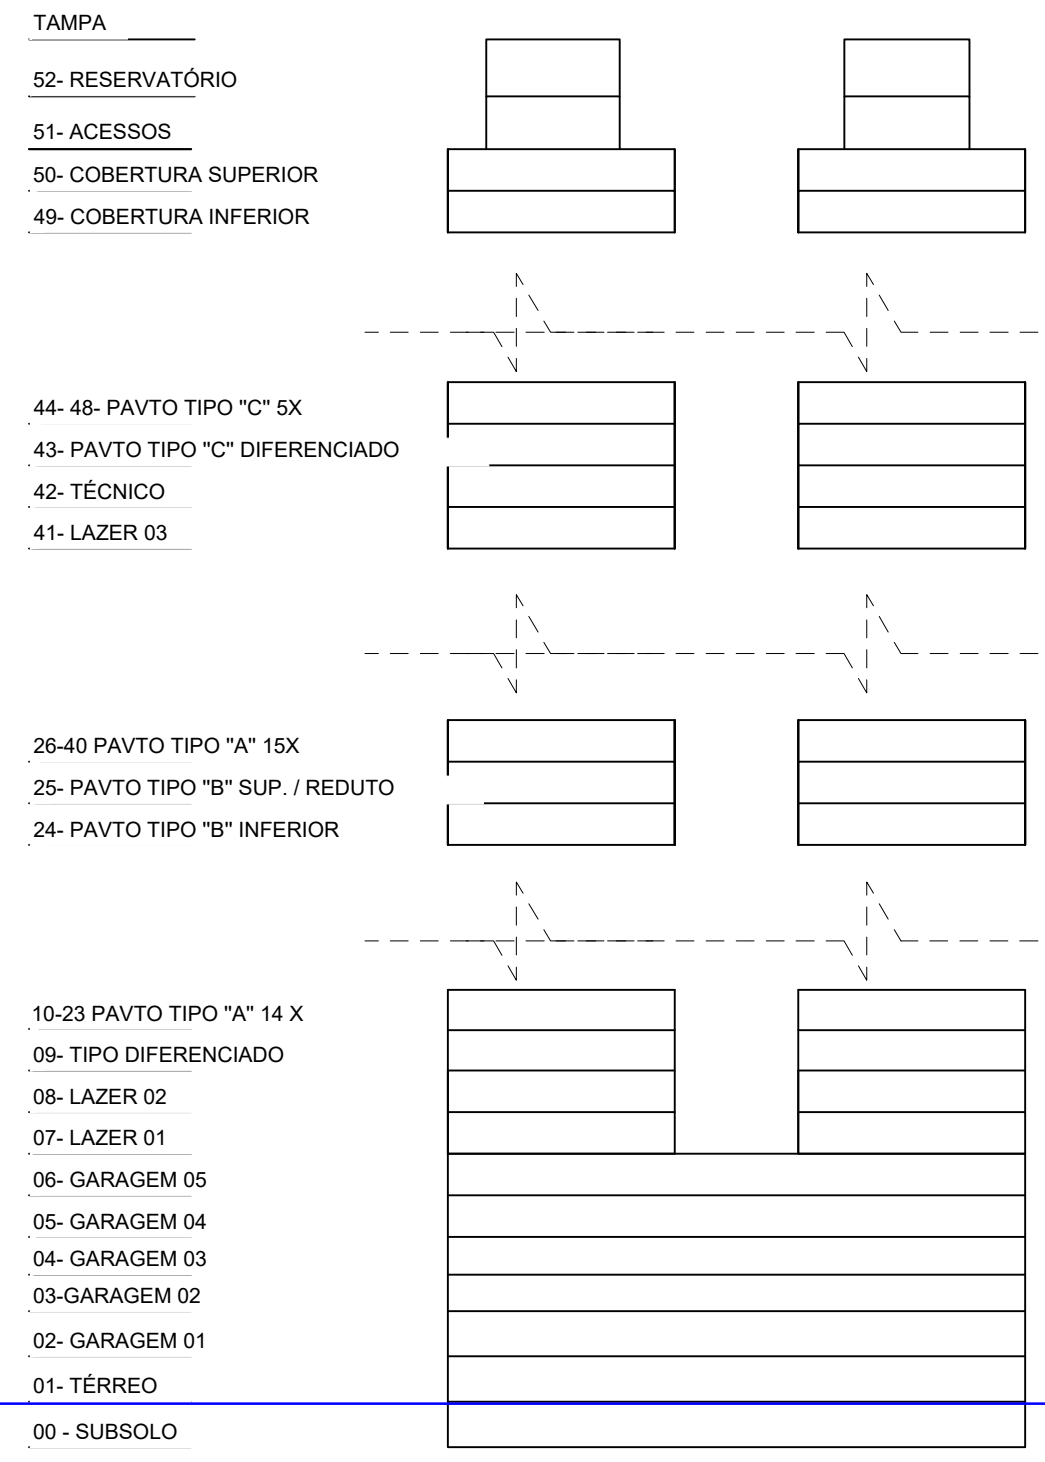 TAMPA
52- RESERVATÓRIO
51- ACESSOS
50- COBERTURA SUPERIOR
49- COBERTURA INFERIOR
44- 48- PAVTO TIPO "C" 5X
43- PAVTO TIPO "C" DIFERENCIADO
42- TÉCNICO
41- LAZER 03
26-40 PAVTO TIPO "A" 15X
25- PAVTO TIPO "B" SUP. / REDUTO
24- PAVTO TIPO "B" INFERIOR
10-23 PAVTO TIPO "A" 14 X
09- TIPO DIFERENCIADO
08- LAZER 02
07- LAZER 01
06- GARAGEM 05
05- GARAGEM 04
04- GARAGEM 03
03-GARAGEM 02
02- GARAGEM 01
01- TÉRREO
00 - SUBSOLO